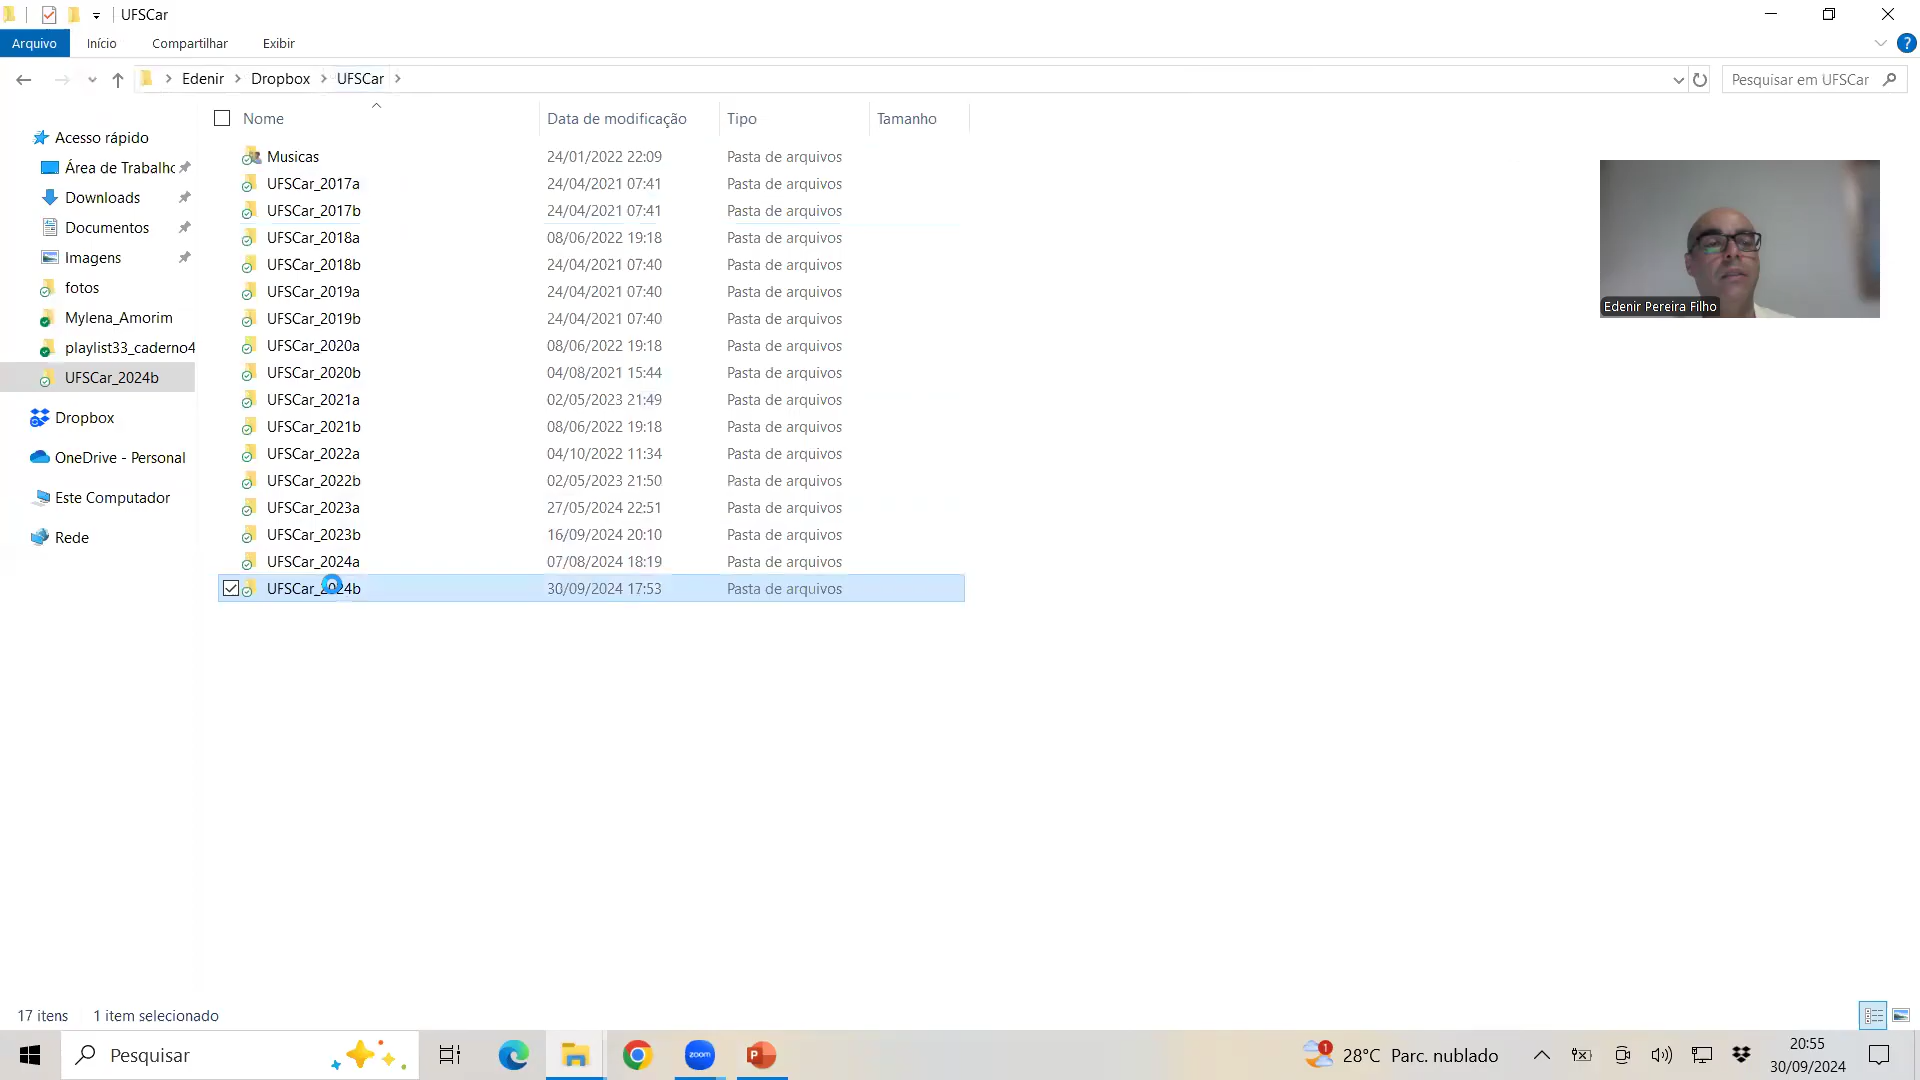 UFSCar
Arquivo Início Compartilhar Exibir
Edenir Dropbox UFSCar
Pesquisar em UFSCar
Nome Data de modificação Tipo Tamanho
Acesso rápido
Área de Trabalho
Downloads
Documentos
Imagens
fotos
Mylena_Amorim
playlist33_caderno4
UFSCar_2024b
Dropbox
OneDrive - Personal
Este Computador
Rede
Musicas 24/01/2022 22:09 Pasta de arquivos
UFSCar_2017a 24/04/2021 07:41 Pasta de arquivos
UFSCar_2017b 24/04/2021 07:41 Pasta de arquivos
UFSCar_2018a 08/06/2022 19:18 Pasta de arquivos
UFSCar_2018b 24/04/2021 07:40 Pasta de arquivos
UFSCar_2019a 24/04/2021 07:40 Pasta de arquivos
UFSCar_2019b 24/04/2021 07:40 Pasta de arquivos
UFSCar_2020a 08/06/2022 19:18 Pasta de arquivos
UFSCar_2020b 04/08/2021 15:44 Pasta de arquivos
UFSCar_2021a 02/05/2023 21:49 Pasta de arquivos
UFSCar_2021b 08/06/2022 19:18 Pasta de arquivos
UFSCar_2022a 04/10/2022 11:34 Pasta de arquivos
UFSCar_2022b 02/05/2023 21:50 Pasta de arquivos
UFSCar_2023a 27/05/2024 22:51 Pasta de arquivos
UFSCar_2023b 16/09/2024 20:10 Pasta de arquivos
UFSCar_2024a 07/08/2024 18:19 Pasta de arquivos
UFSCar_2024b 30/09/2024 17:53 Pasta de arquivos
Edenir Pereira Filho
17 itens 1 item selecionado
Pesquisar
zoom
1
28°C Parc. nublado
20:55
30/09/2024